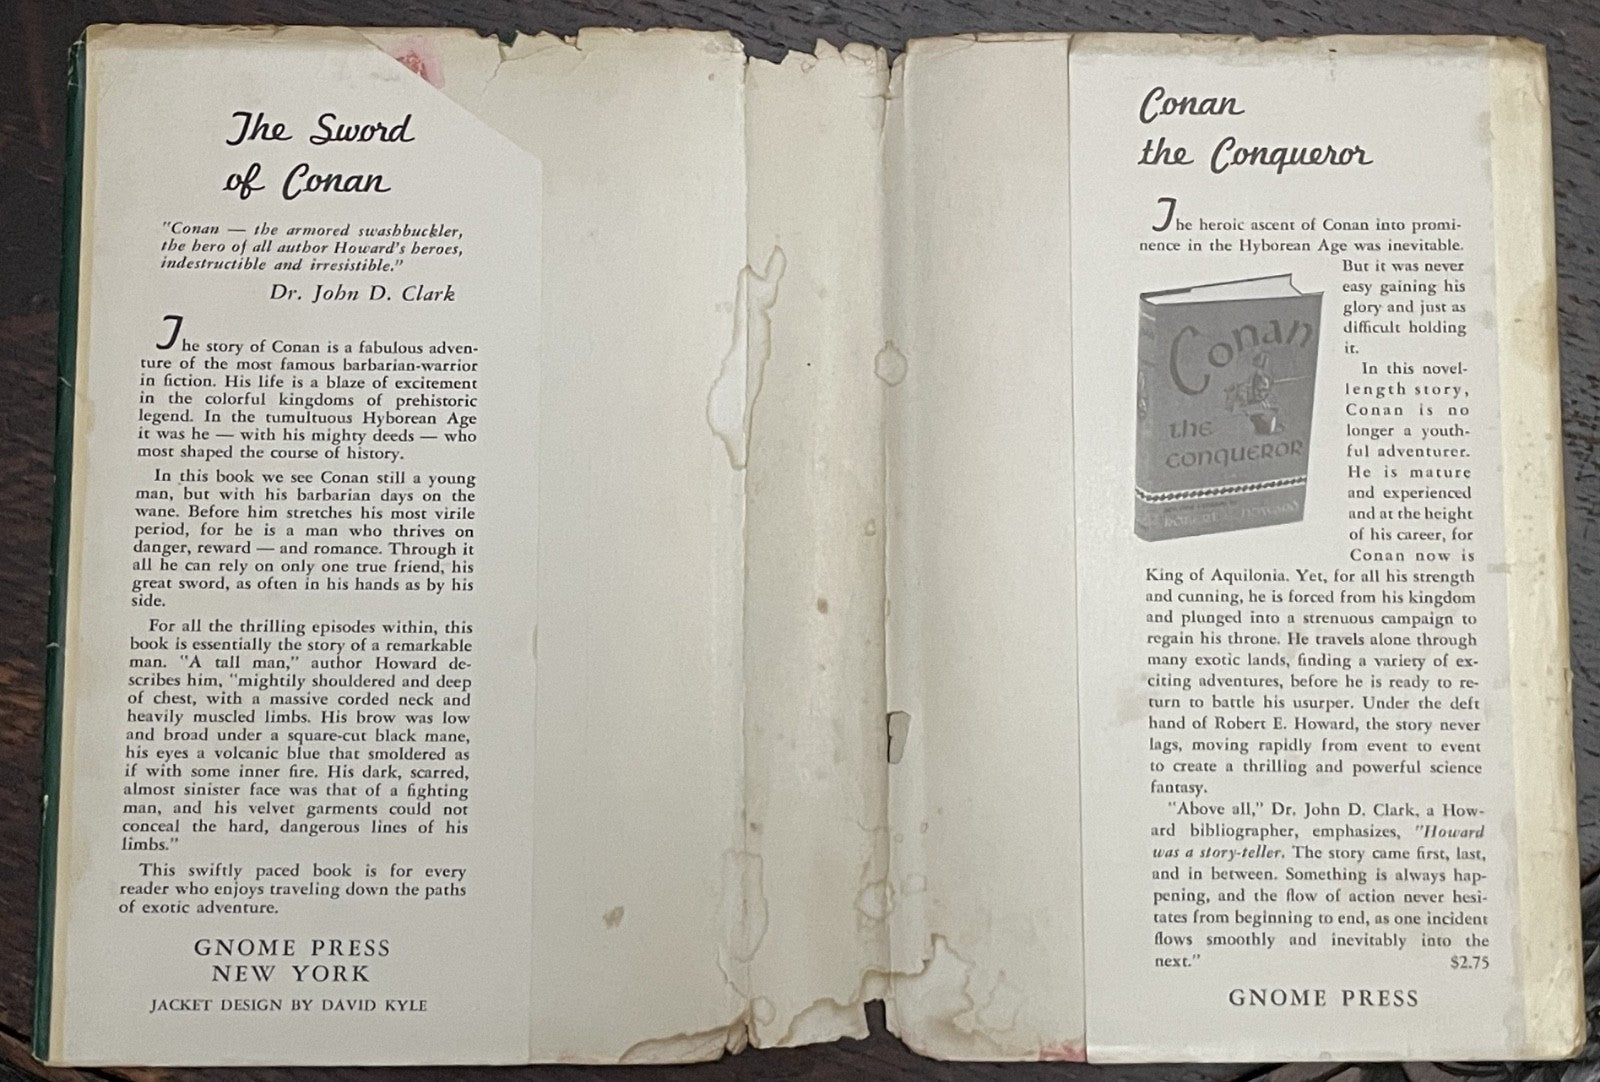 The Sword
of Conan
"Conan — the armored swashbuckler,
the hero of all author Howard's heroes,
indestructible and irresistible."
Dr. John D. Clark
The story of Conan is a fabulous adven-
ture of the most famous barbarian-warrior
in fiction. His life is a blaze of excitement
in the colorful kingdoms of prehistoric
legend. In the tumultuous Hyborean Age
it was he — with his mighty deeds — who
most shaped the course of history.
In this book we see Conan still a young
man, but with his barbarian days on the
wane. Before him stretches his most virile
period, for he is a man who thrives on
danger, reward — and romance. Through it
all he can rely on only one true friend, his
great sword, as often in his hands as by his
side.
For all the thrilling episodes within, this
book is essentially the story of a remarkable
man. "A tall man," author Howard de-
scribes him, "mightily shouldered and deep
of chest, with a massive corded neck and
heavily muscled limbs. His brow was low
and broad under a square-cut black mane,
his eyes a volcanic blue that smoldered as
if with some inner fire. His dark, scarred,
almost sinister face was that of a fighting
man, and his velvet garments could not
conceal the hard, dangerous lines of his
limbs."
This swiftly paced book is for every
reader who enjoys traveling down the paths
of exotic adventure.
GNOME PRESS
NEW YORK
JACKET DESIGN BY DAVID KYLE
Conan
the Conqueror
The heroic ascent of Conan into promi-
nence in the Hyborean Age was inevitable.
But it was never
easy gaining his
glory and just as
difficult holding
it.
In this novel-
length story,
Conan is no
longer a youth-
ful adventurer.
He is mature
and experienced
and at the height
of his career, for
Conan now is
King of Aquilonia. Yet, for all his strength
and cunning, he is forced from his kingdom
and plunged into a strenuous campaign to
regain his throne. He travels alone through
many exotic lands, finding a variety of ex-
citing adventures, before he is ready to re-
turn to battle his usurper. Under the deft
hand of Robert E. Howard, the story never
lags, moving rapidly from event to event
to create a thrilling and powerful science
fantasy.
"Above all," Dr. John D. Clark, a How-
ard bibliographer, emphasizes, "Howard
was a story-teller. The story came first, last,
and in between. Something is always hap-
pening, and the flow of action never hesi-
tates from beginning to end, as one incident
flows smoothly and inevitably into the
next." $2.75
GNOME PRESS
Conan
the
CONQUEROR
ROBERT E. HOWARD